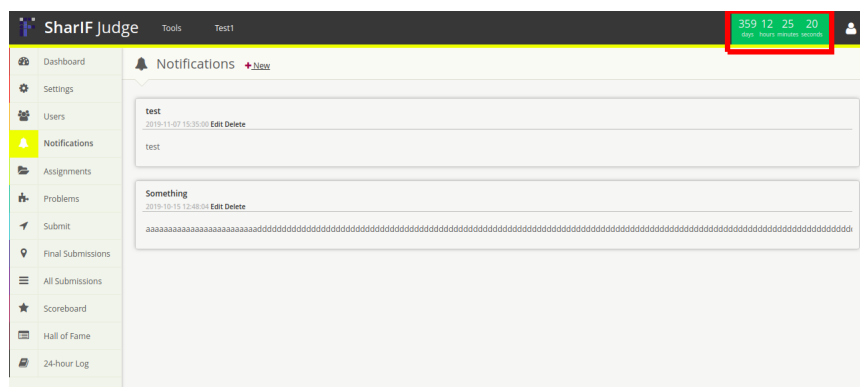 SharIF Judge Tools Test1 359 12 25 20
days hours minutes seconds
Dashboard
Settings
Users
Notifications
Assignments
Problems
Submit
Final Submissions
All Submissions
Scoreboard
Hall of Fame
24-hour Log
Notifications +New
test
2019-11-07 15:35:00 Edit Delete
test
Something
2019-10-15 12:48:04 Edit Delete